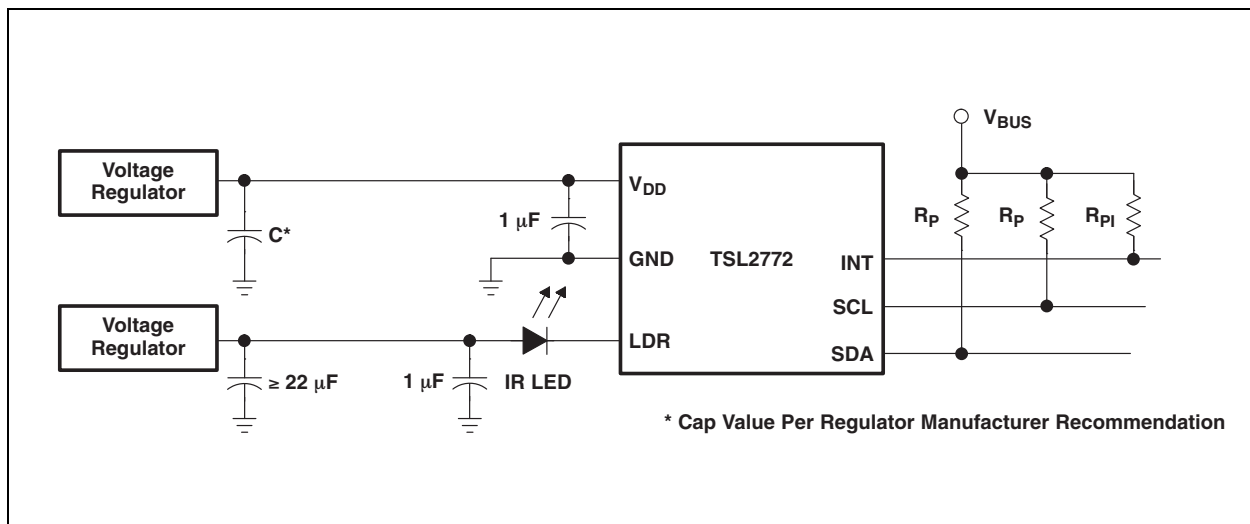 Voltage
Regulator
C*
1 μF
V_DD
GND
LDR
TSL2772
INT
SCL
SDA
V_BUS
R_P
R_P
R_PI
Voltage
Regulator
≥ 22 μF
1 μF
IR LED
* Cap Value Per Regulator Manufacturer Recommendation